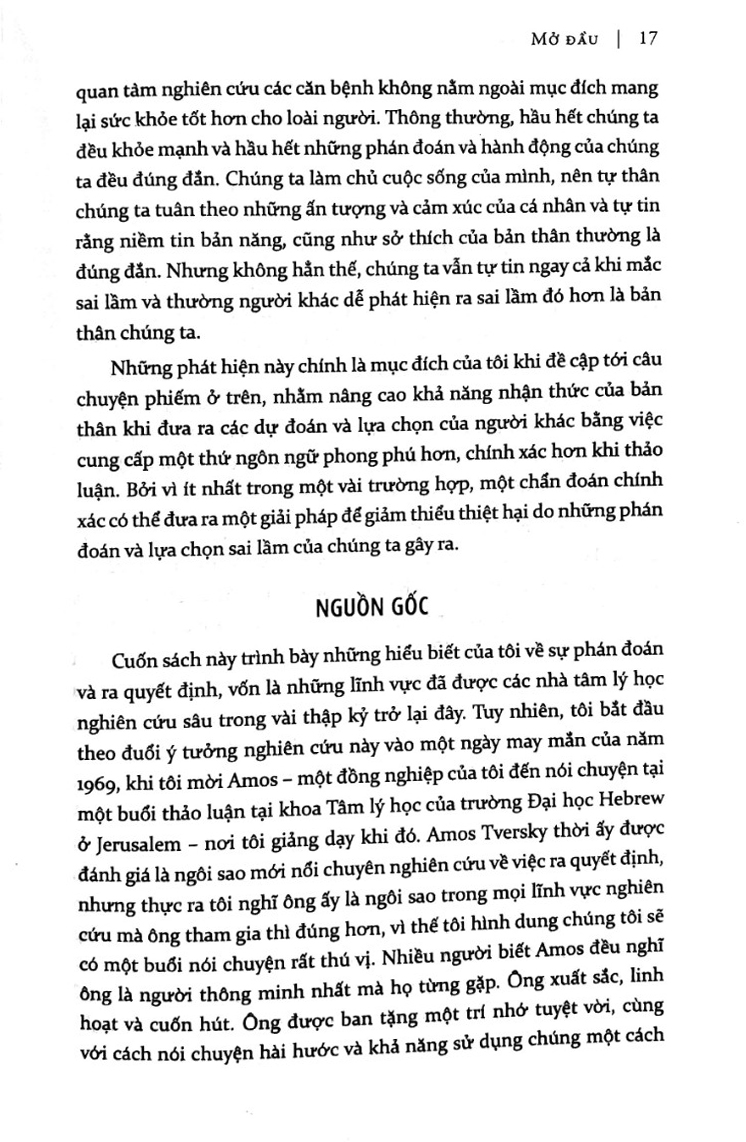 MỞ ĐẦU | 17
quan tàm nghiên cứu các căn bệnh không nằm ngoài mục đích mang
lại sức khỏe tốt hơn cho loài người. Thông thường, hầu hết chúng ta
đều khỏe mạnh và hầu hết những phán đoán và hành động của chúng
ta đều đúng đắn. Chúng ta làm chủ cuộc sống của mình, nên tự thân
chúng ta tuân theo những ấn tượng và cảm xúc của cá nhân và tự tin
rằng niềm tin bản năng, cũng như sở thích của bản thân thường là
đúng đắn. Nhưng không hẳn thế, chúng ta vẫn tự tin ngay cả khi mắc
sai lầm và thường người khác dễ phát hiện ra sai lầm đó hơn là bản
thân chúng ta.
Những phát hiện này chính là mục đích của tôi khi đề cập tới câu
chuyện phiếm ở trên, nhằm nâng cao khả năng nhận thức của bản
thân khi đưa ra các dự đoán và lựa chọn của người khác bằng việc
cung cấp một thứ ngôn ngữ phong phú hơn, chính xác hơn khi thảo
luận. Bởi vì ít nhất trong một vài trường hợp, một chẩn đoán chính
xác có thể đưa ra một giải pháp để giảm thiểu thiệt hại do những phán
đoán và lựa chọn sai lầm của chúng ta gây ra.
NGUỒN GỐC
Cuốn sách này trình bày những hiểu biết của tôi về sự phán đoán
và ra quyết định, vốn là những lĩnh vực đã được các nhà tâm lý học
nghiên cứu sâu trong vài thập kỷ trở lại đây. Tuy nhiên, tôi bắt đầu
theo đuổi ý tưởng nghiên cứu này vào một ngày may mắn của năm
1969, khi tôi mời Amos – một đồng nghiệp của tôi đến nói chuyện tại
một buổi thảo luận tại khoa Tâm lý học của trường Đại học Hebrew
ở Jerusalem – nơi tôi giảng dạy khi đó. Amos Tversky thời ấy được
đánh giá là ngôi sao mới nổi chuyên nghiên cứu về việc ra quyết định,
nhưng thực ra tôi nghĩ ông ấy là ngôi sao trong mọi lĩnh vực nghiên
cứu mà ông tham gia thì đúng hơn, vì thế tôi hình dung chúng tôi sẽ
có một buổi nói chuyện rất thú vị. Nhiều người biết Amos đều nghĩ
ông là người thông minh nhất mà họ từng gặp. Ông xuất sắc, linh
hoạt và cuốn hút. Ông được ban tặng một trí nhớ tuyệt vời, cùng
với cách nói chuyện hài hước và khả năng sử dụng chúng một cách